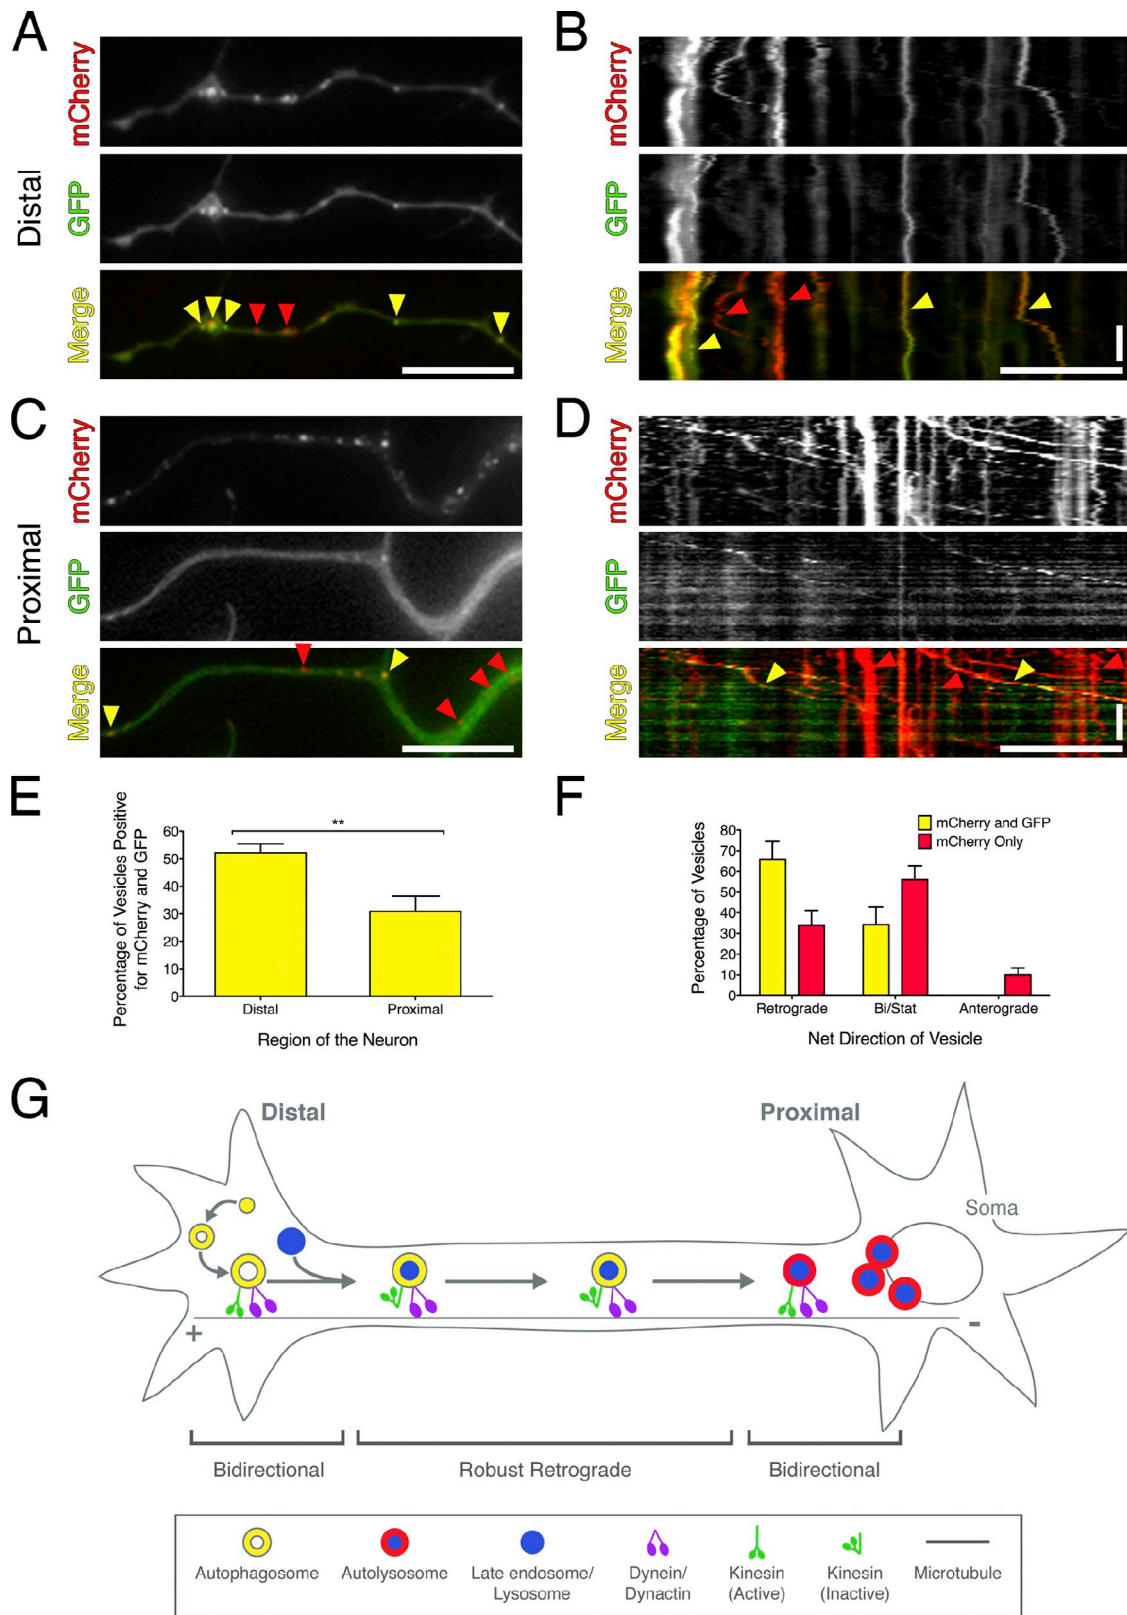 A
B
mCherry
mCherry
Distal
GFP
GFP
Merge
Merge
C
D
mCherry
mCherry
Proximal
GFP
GFP
Merge
Merge
E
F
Percentage of Vesicles Positive
for mCherry and GFP
60
50
40
30
20
10
0
**
Distal
Proximal
Region of the Neuron
Percentage of Vesicles
80
70
60
50
40
30
20
10
0
mCherry and GFP
mCherry Only
Retrograde
Bi/Stat
Anterograde
Net Direction of Vesicle
G
Distal
Proximal
Soma
+
-
Bidirectional
Robust Retrograde
Bidirectional
Autophagosome
Autolysosome
Late endosome/
Lysosome
Dynein/
Dynactin
Kinesin
(Active)
Kinesin
(Inactive)
Microtubule